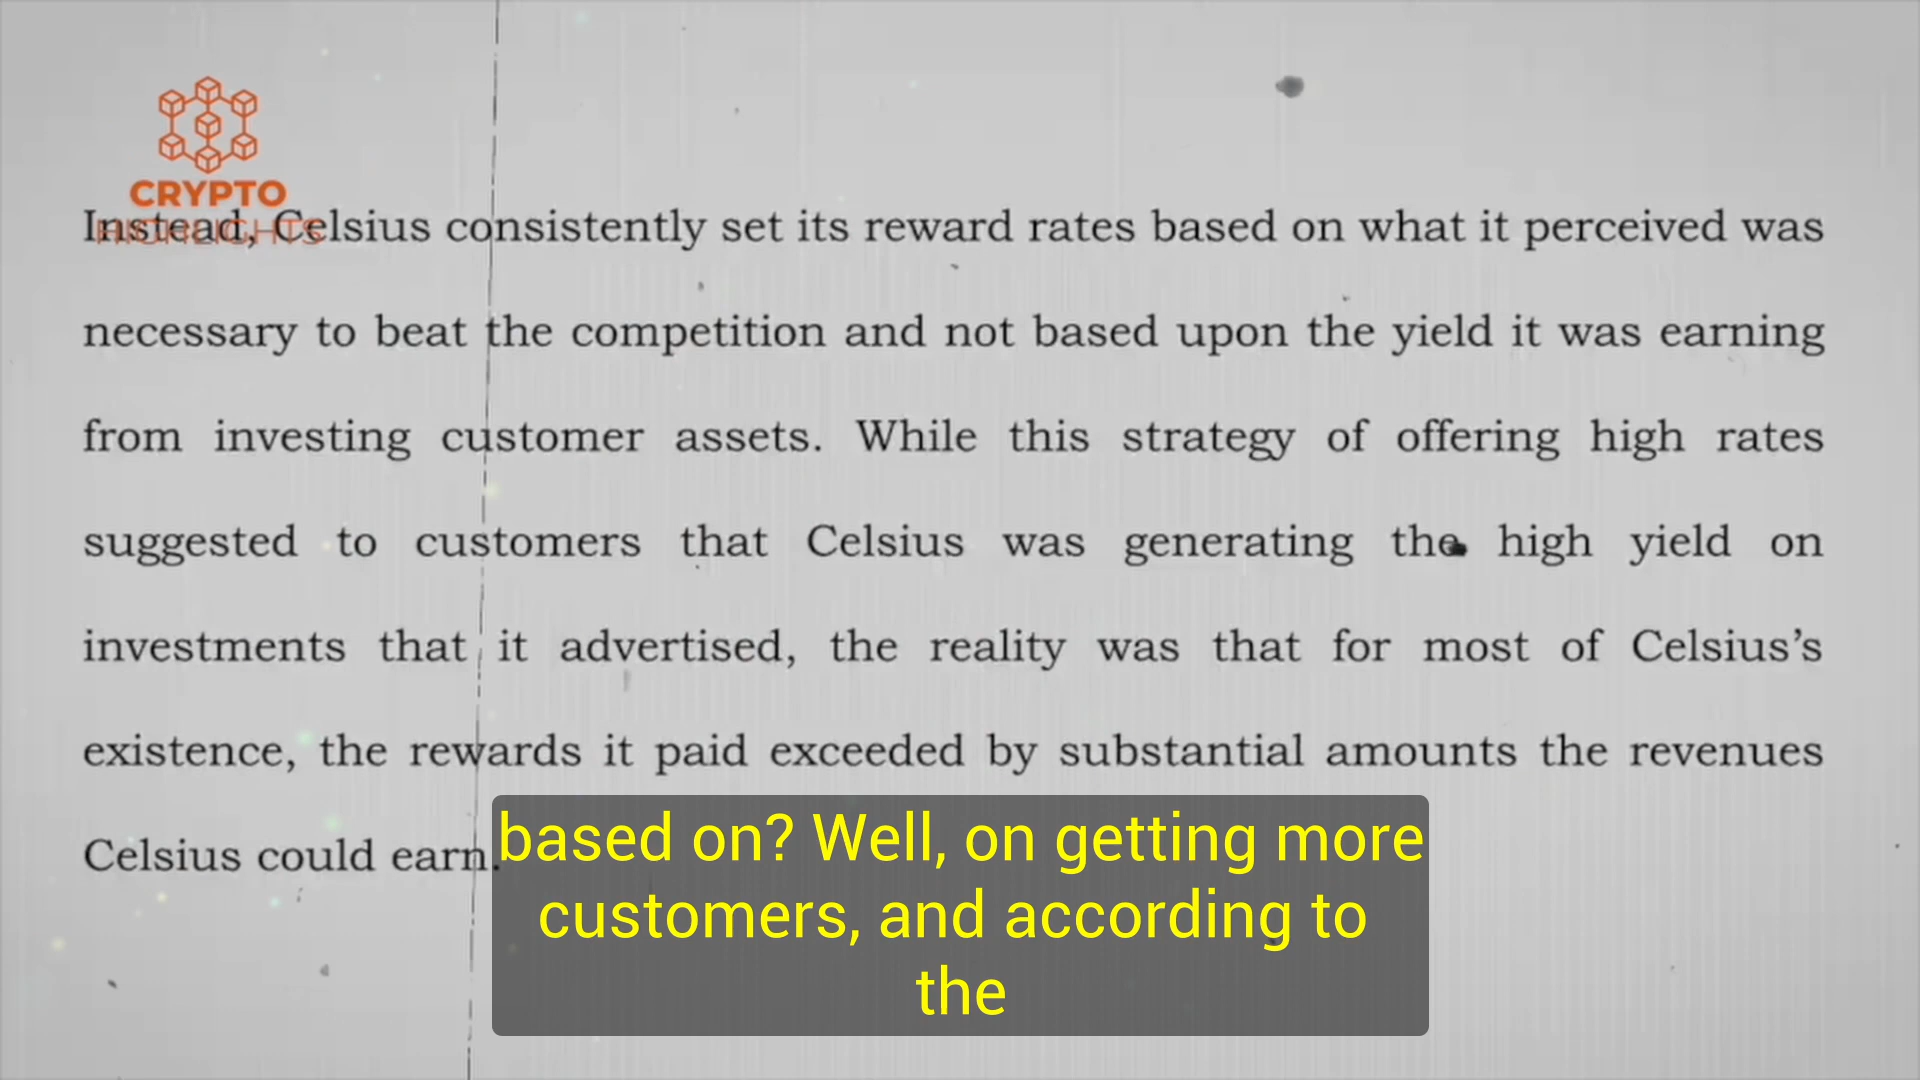 CRYPTO
HIGHLIGHTS
Instead, Celsius consistently set its reward rates based on what it perceived was
necessary to beat the competition and not based upon the yield it was earning
from investing customer assets. While this strategy of offering high rates
suggested to customers that Celsius was generating the high yield on
investments that it advertised, the reality was that for most of Celsius’s
existence, the rewards it paid exceeded by substantial amounts the revenues
Celsius could earn.
based on? Well, on getting more
customers, and according to
the